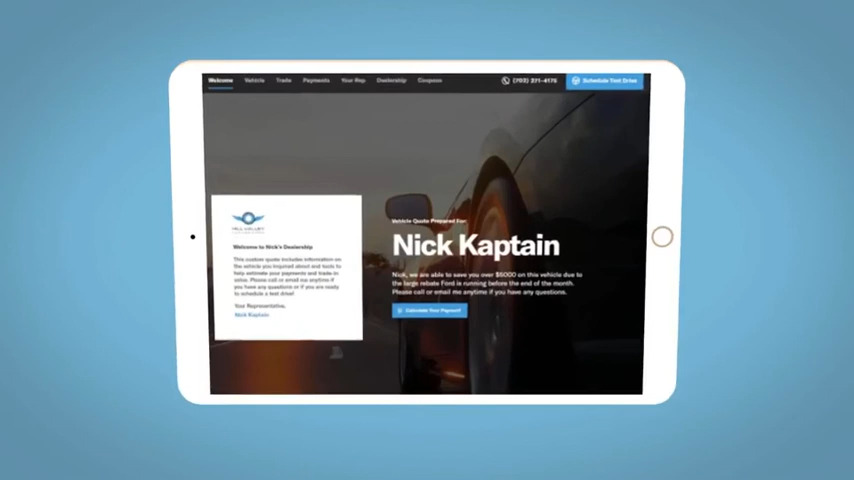 Welcome Vehicle Trade Payments Your Rep Dealership Coupons (703) 371-4175 Schedule Test Drive
HILL VALLEY
Welcome to Nick's Dealership
This custom quote includes information on
the vehicle you inquired about and tools to
help estimate your payments and trade-in
value. Please call or email me anytime if
you have any questions or if you are ready
to schedule a test drive!
Your Representative,
Nick Kaptain
Vehicle Quote Prepared For:
Nick Kaptain
Nick, we are able to save you over $6000 on this vehicle due to
the large rebate Ford is running before the end of the month.
Please call or email me anytime if you have any questions.
Calculate Your Payment